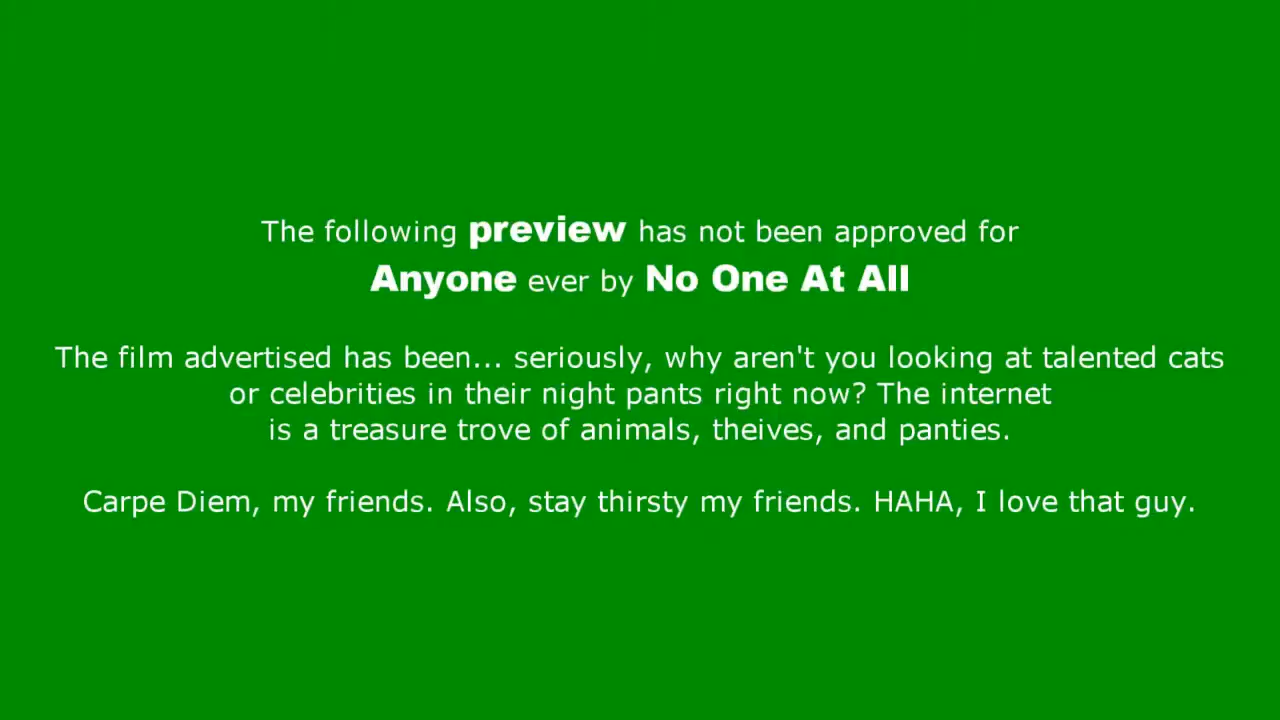 The following preview has not been approved for
Anyone ever by No One At All
The film advertised has been... seriously, why aren't you looking at talented cats
or celebrities in their night pants right now? The internet
is a treasure trove of animals, theives, and panties.
Carpe Diem, my friends. Also, stay thirsty my friends. HAHA, I love that guy.